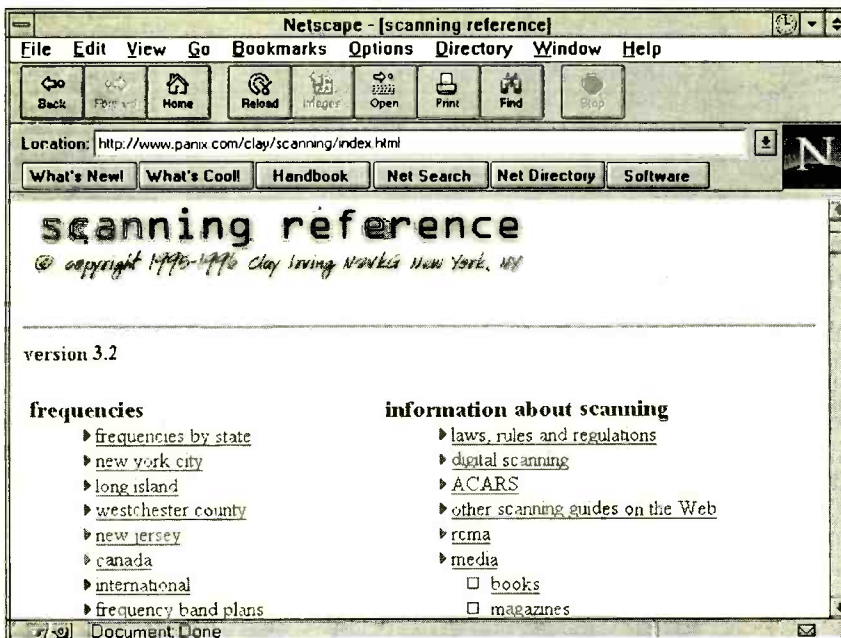 Netscape - [scanning reference]
File Edit View Go Bookmarks Options Directory Window Help
Back Forward Home Reload Images Open Print Find Stop
Location: http://www.panix.com/clay/scanning/index.html
N
What's New! What's Cool! Handbook Net Search Net Directory Software
scanning reference
© copyright 1995-1996 Clay Irving New York, NY
version 3.2
frequencies
frequencies by state
new york city
long island
westchester county
new jersey
canada
international
frequency band plans
information about scanning
laws, rules and regulations
digital scanning
ACARS
other scanning guides on the Web
rcma
media
books
magazines
Document: Done